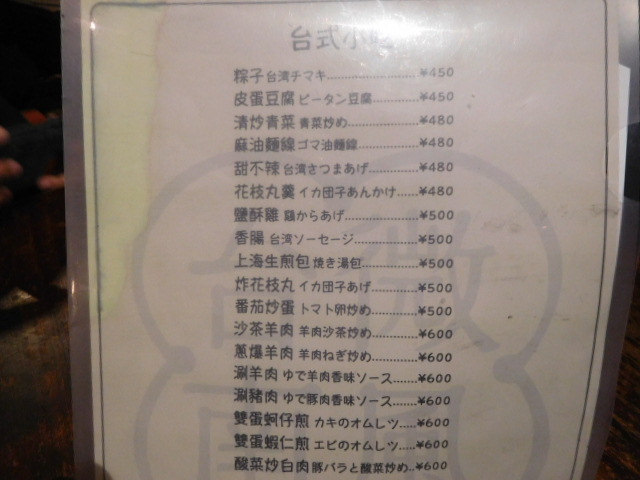 台式小吃
粽子 台湾チマキ....................¥450
皮蛋豆腐 ピータン豆腐...........¥450
清炒青菜 青菜炒め.................¥480
麻油麵線 ゴマ油麺線..............¥480
甜不辣 台湾さつまあげ...........¥480
花枝丸羹 イカ団子あんかけ......¥480
鹽酥雞 鶏からあげ.................¥500
香腸 台湾ソーセージ..............¥500
上海生煎包 焼き湯包..............¥500
炸花枝丸 イカ団子あげ...........¥500
番茄炒蛋 トマト卵炒め...........¥500
沙茶羊肉 羊肉沙茶炒め...........¥600
蔥爆羊肉 羊肉ねぎ炒め...........¥600
涮羊肉 ゆで羊肉香味ソース......¥600
涮豬肉 ゆで豚肉香味ソース......¥600
雙蛋蚵仔煎 カキのオムレツ.....¥600
雙蛋蝦仁煎 エビのオムレツ.....¥600
酸菜炒白肉 豚バラと酸菜炒め..¥600